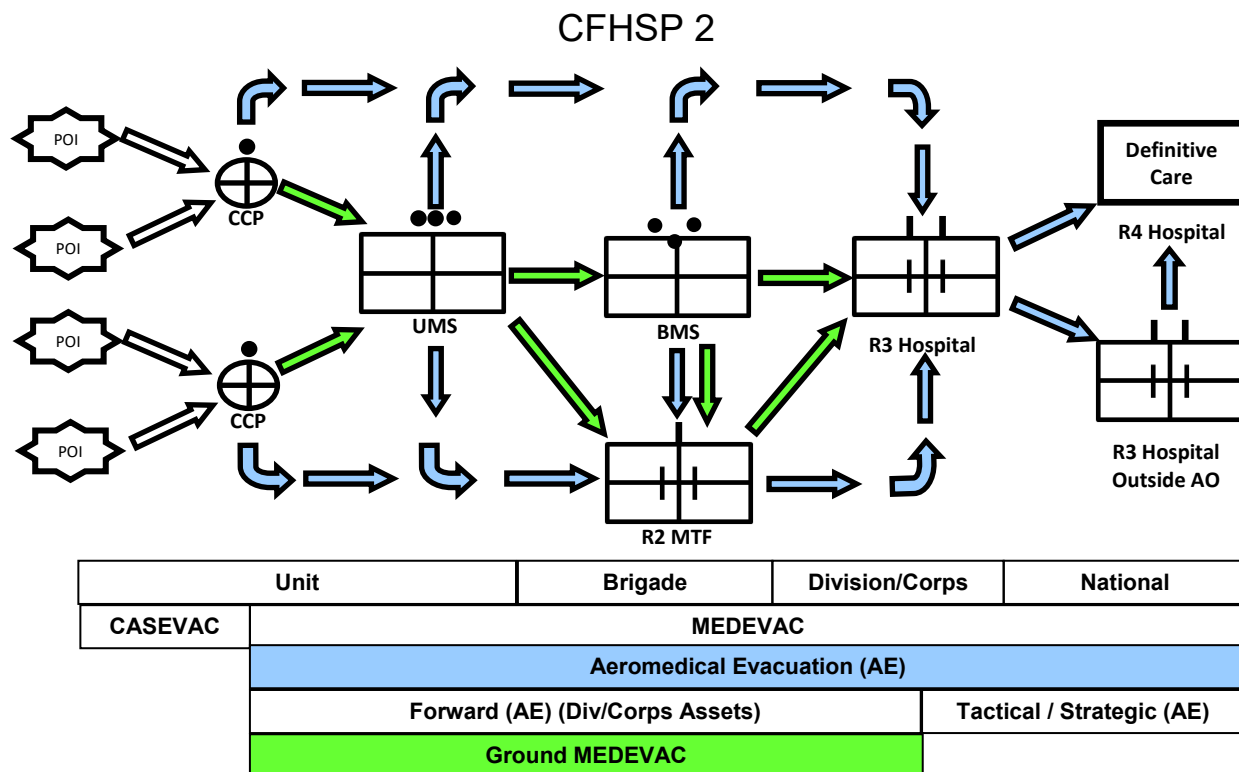 CFHSP 2
POI
POI
POI
POI
CCP
CCP
UMS
BMS
R2 MTF
R3 Hospital
Definitive
Care
R4 Hospital
R3 Hospital
Outside AO
Unit
Brigade
Division/Corps
National
CASEVAC
MEDEVAC
Aeromedical Evacuation (AE)
Forward (AE) (Div/Corps Assets)
Tactical / Strategic (AE)
Ground MEDEVAC